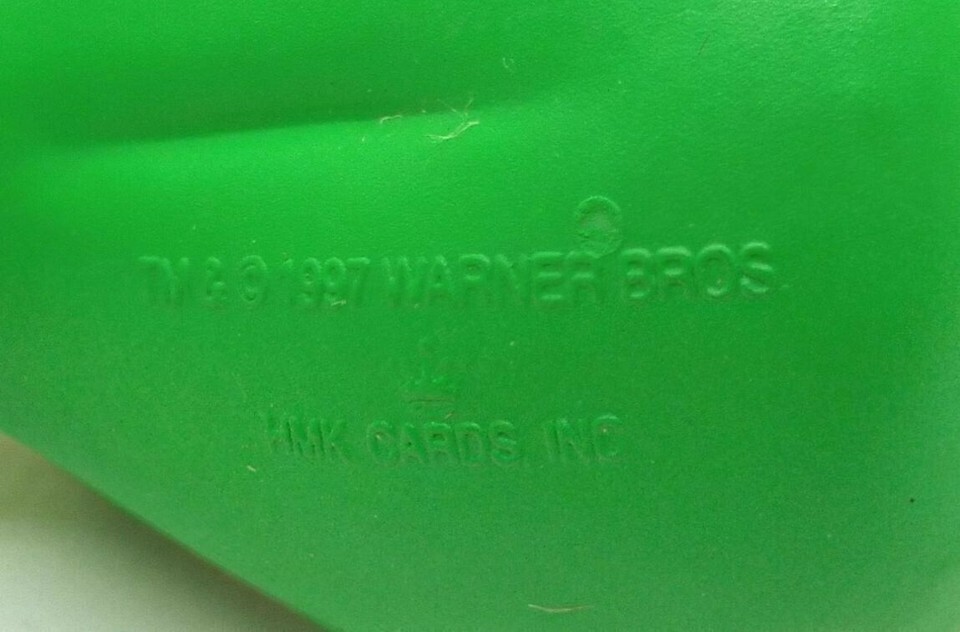 TM & © 1997 WARNER BROS
HMK CARDS, INC